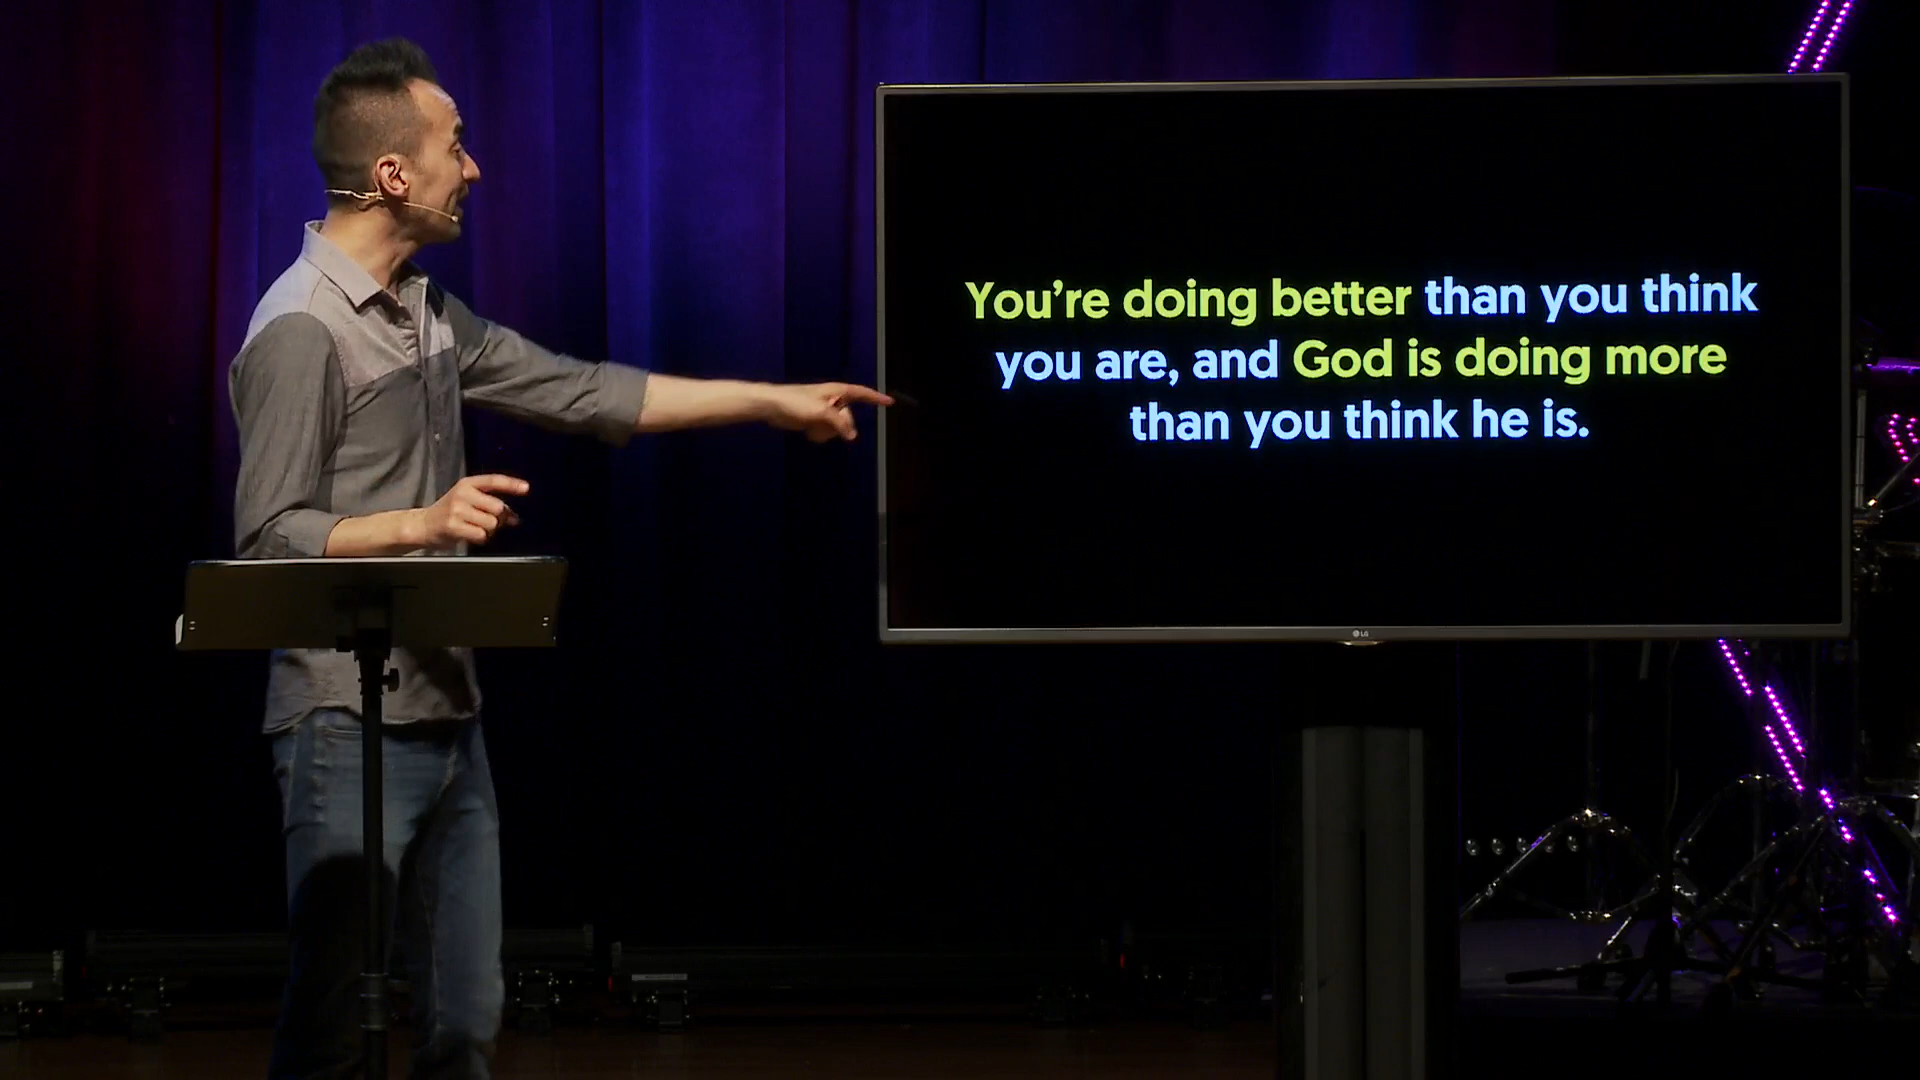 You’re doing better than you think
you are, and God is doing more
than you think he is.
LG